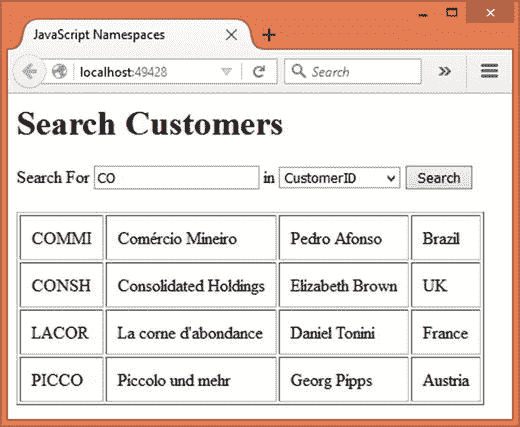 JavaScript Namespaces
localhost:49428
Search
Search Customers
Search For CO in CustomerID Search
COMMI Comércio Mineiro Pedro Afonso Brazil
CONSH Consolidated Holdings Elizabeth Brown UK
LACOR La corne d'abondance Daniel Tonini France
PICCO Piccolo und mehr Georg Pipps Austria